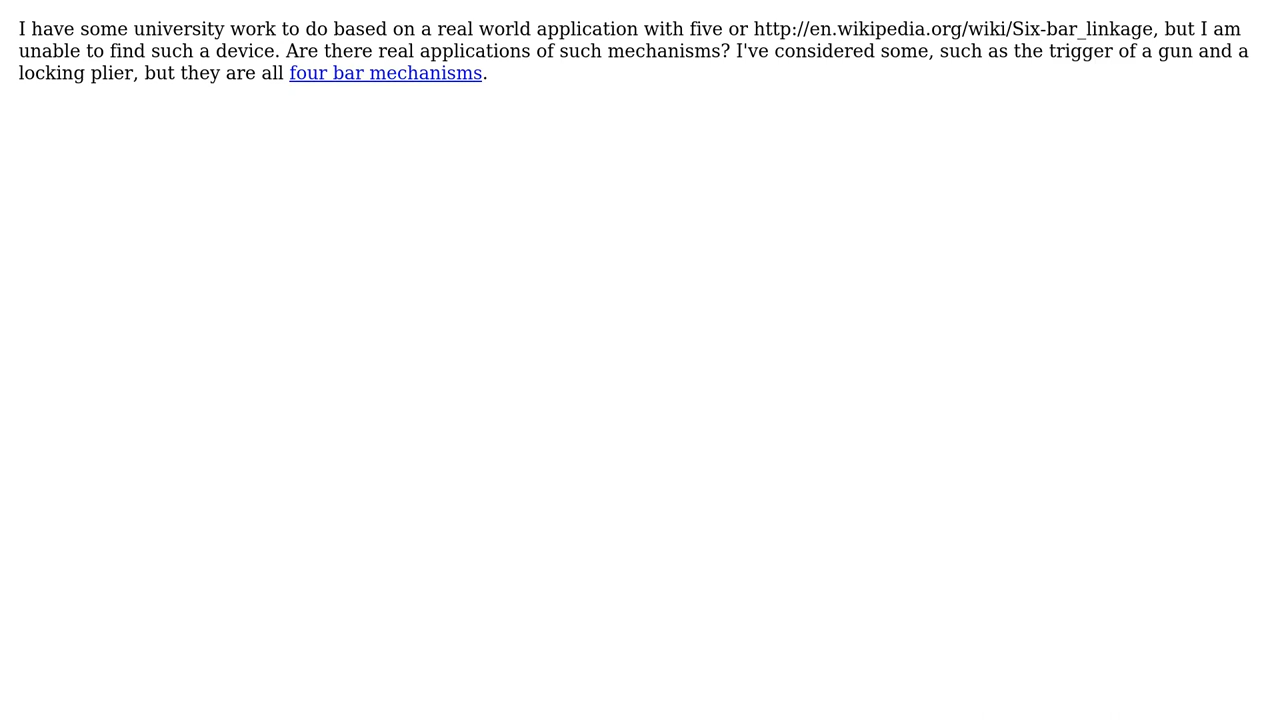 I have some university work to do based on a real world application with five or http://en.wikipedia.org/wiki/Six-bar_linkage, but I am
unable to find such a device. Are there real applications of such mechanisms? I've considered some, such as the trigger of a gun and a
locking plier, but they are all four bar mechanisms.